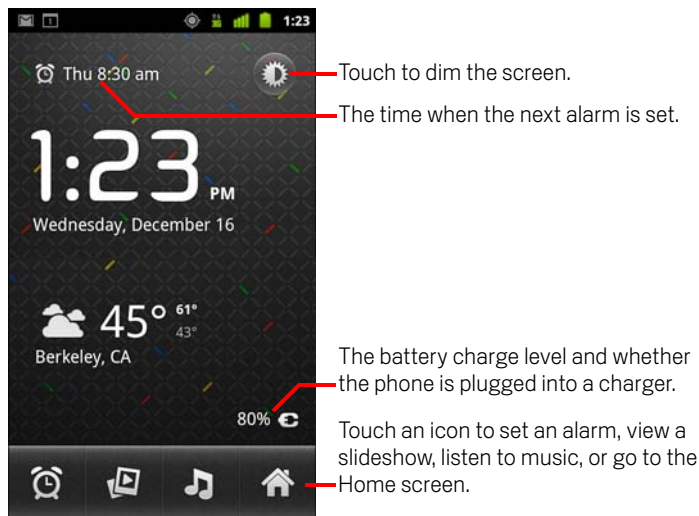 1:23
Thu 8:30 am
Touch to dim the screen.
The time when the next alarm is set.
1:23 PM
Wednesday, December 16
45° 61°
43°
Berkeley, CA
The battery charge level and whether
the phone is plugged into a charger.
80%
Touch an icon to set an alarm, view a
slideshow, listen to music, or go to the
Home screen.